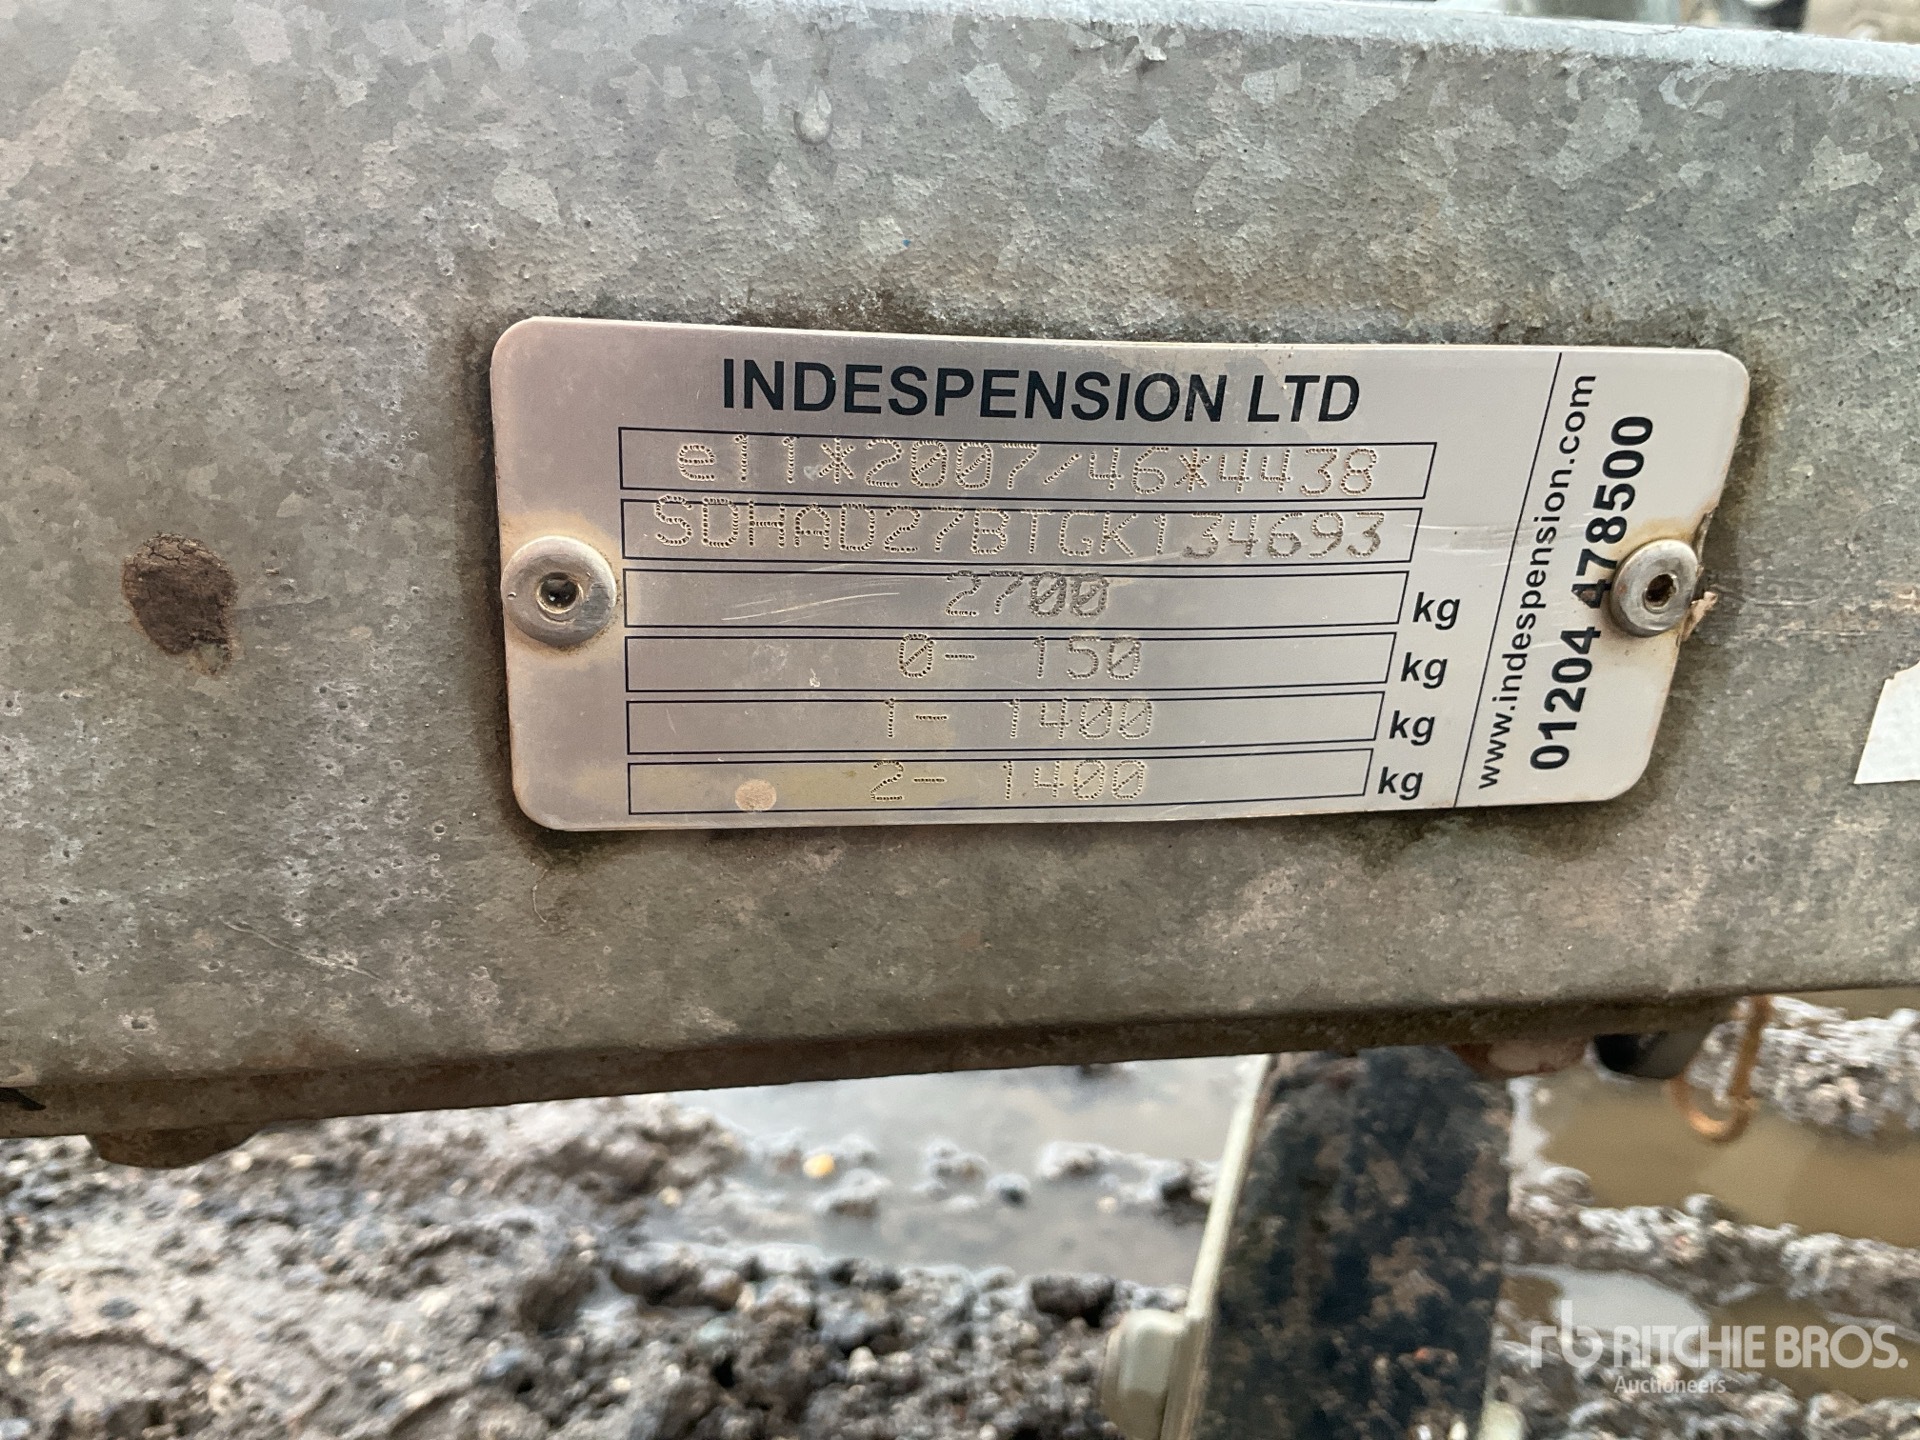 INDESPENSION LTD
e11*2007/46*4438
SDHAD27BTGK134693
2700 kg
0- 150 kg
1- 1400 kg
2- 1400 kg
www.indespension.com
01204 478500
rb RITCHIE BROS.
Auctioneers